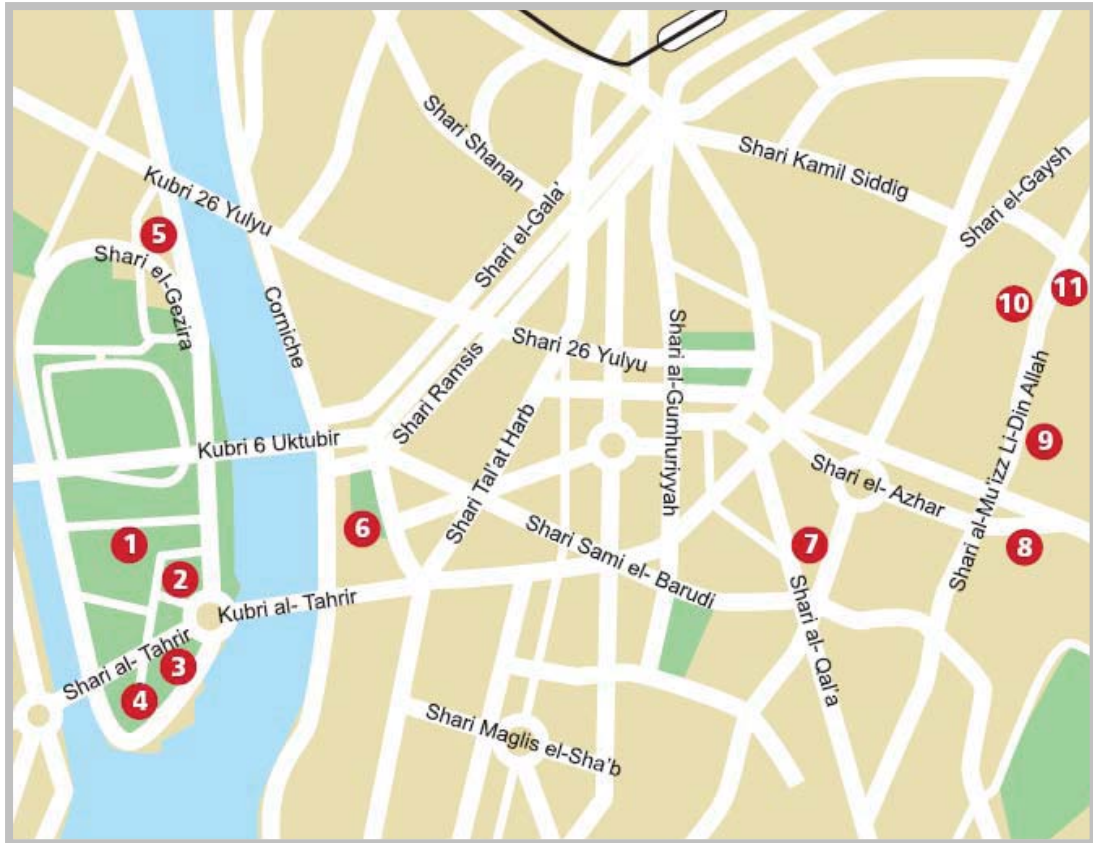 Shari Shanan
Shari Kamil Siddig
Shari el-Gaysh
Kubri 26 Yulyu
Shari el-Gala’
5
Shari el-Gezira
Corniche
10
11
Shari 26 Yulyu
Shari Ramsis
Shari al-Gumhuriyyah
Shari Tal’at Harb
Shari al-Mu’izz Li-Din Allah
Kubri 6 Uktubir
9
Shari el- Azhar
1
6
7
8
2
Shari Sami el- Barudi
Kubri al- Tahrir
Shari al- Tahrir
3
4
Shari al- Qal’a
Shari Maglis el-Sha’b